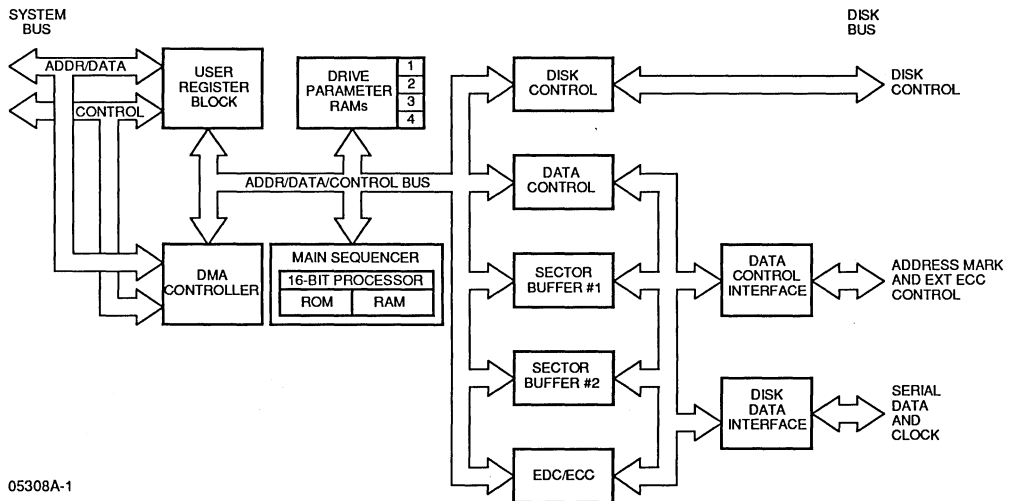 SYSTEM
BUS
DISK
BUS
ADDR/DATA
CONTROL
USER
REGISTER
BLOCK
DRIVE
PARAMETER
RAMs
1
2
3
4
DISK
CONTROL
DISK
CONTROL
DATA
CONTROL
ADDR/DATA/CONTROL BUS
DMA
CONTROLLER
MAIN SEQUENCER
16-BIT PROCESSOR
ROM
RAM
SECTOR
BUFFER #1
DATA
CONTROL
INTERFACE
ADDRESS MARK
AND EXT ECC
CONTROL
SECTOR
BUFFER #2
DISK
DATA
INTERFACE
SERIAL
DATA
AND
CLOCK
EDC/ECC
05308A-1